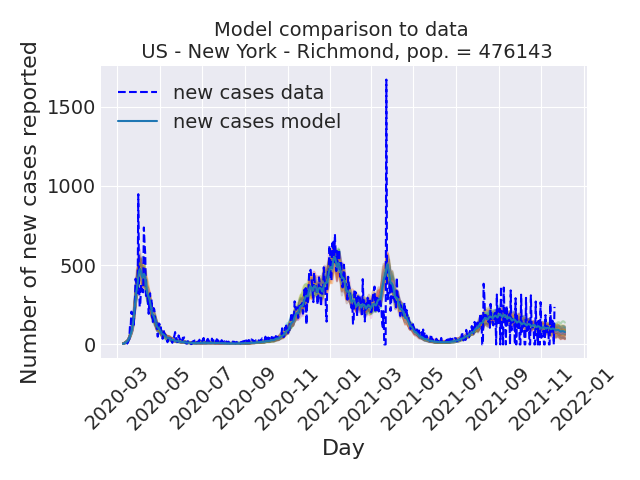 Model comparison to data
US - New York - Richmond, pop. = 476143
Number of new cases reported
1500
1000
500
0
new cases data
new cases model
2020-03
2020-05
2020-07
2020-09
2020-11
2021-01
2021-03
2021-05
2021-07
2021-09
2021-11
2022-01
Day